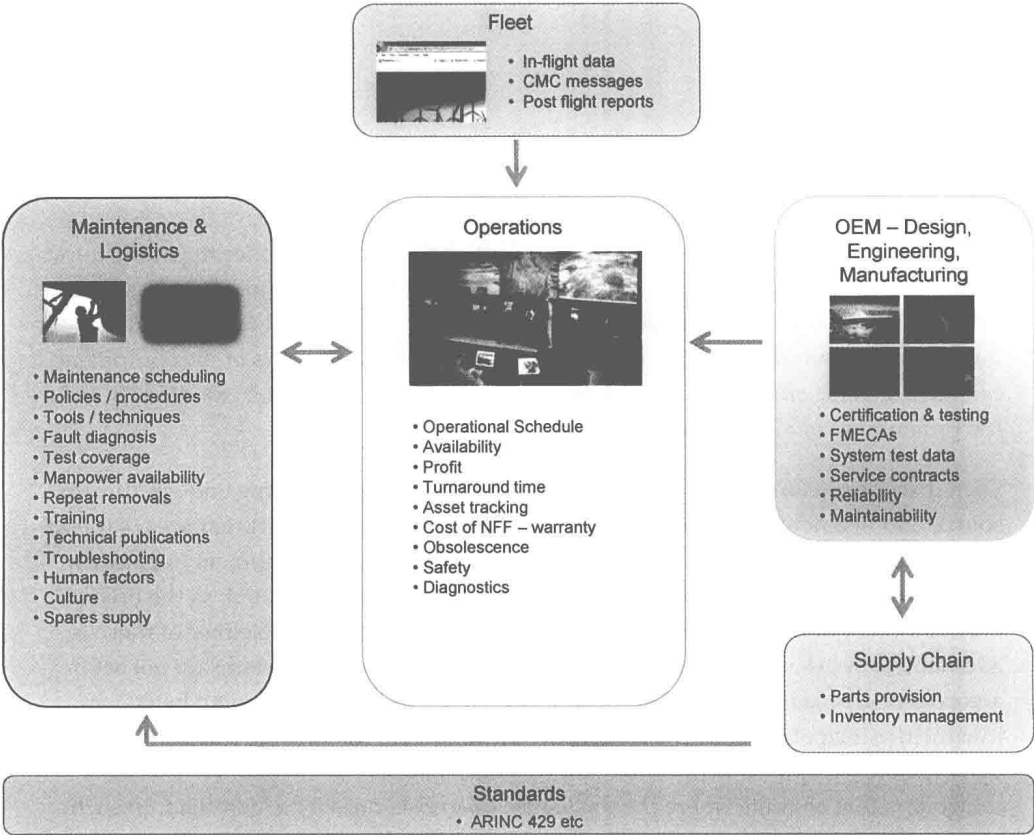 Fleet
• In-flight data
• CMC messages
• Post flight reports
Maintenance &
Logistics
• Maintenance scheduling
• Policies / procedures
• Tools / techniques
• Fault diagnosis
• Test coverage
• Manpower availability
• Repeat removals
• Training
• Technical publications
• Troubleshooting
• Human factors
• Culture
• Spares supply
Operations
• Operational Schedule
• Availability
• Profit
• Turnaround time
• Asset tracking
• Cost of NFF – warranty
• Obsolescence
• Safety
• Diagnostics
OEM – Design,
Engineering,
Manufacturing
• Certification & testing
• FMECAs
• System test data
• Service contracts
• Reliability
• Maintainability
Supply Chain
• Parts provision
• Inventory management
Standards
• ARINC 429 etc